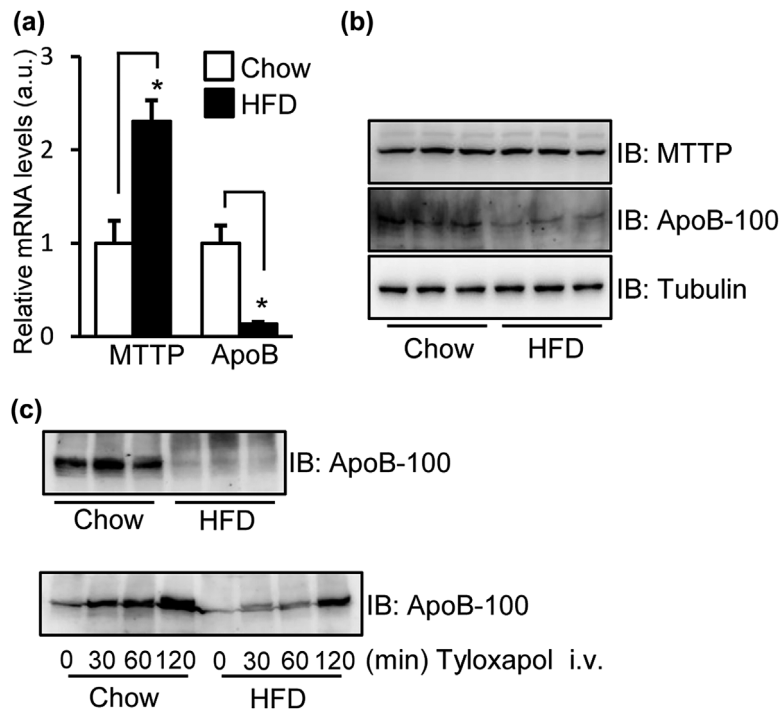 (a)
Relative mRNA levels (a.u.)
3
2
1
0
Chow
HFD
*
*
MTTP ApoB
(b)
IB: MTTP
IB: ApoB-100
IB: Tubulin
Chow HFD
(c)
IB: ApoB-100
Chow HFD
IB: ApoB-100
0 30 60 120 0 30 60 120 (min) Tyloxapol i.v.
Chow HFD